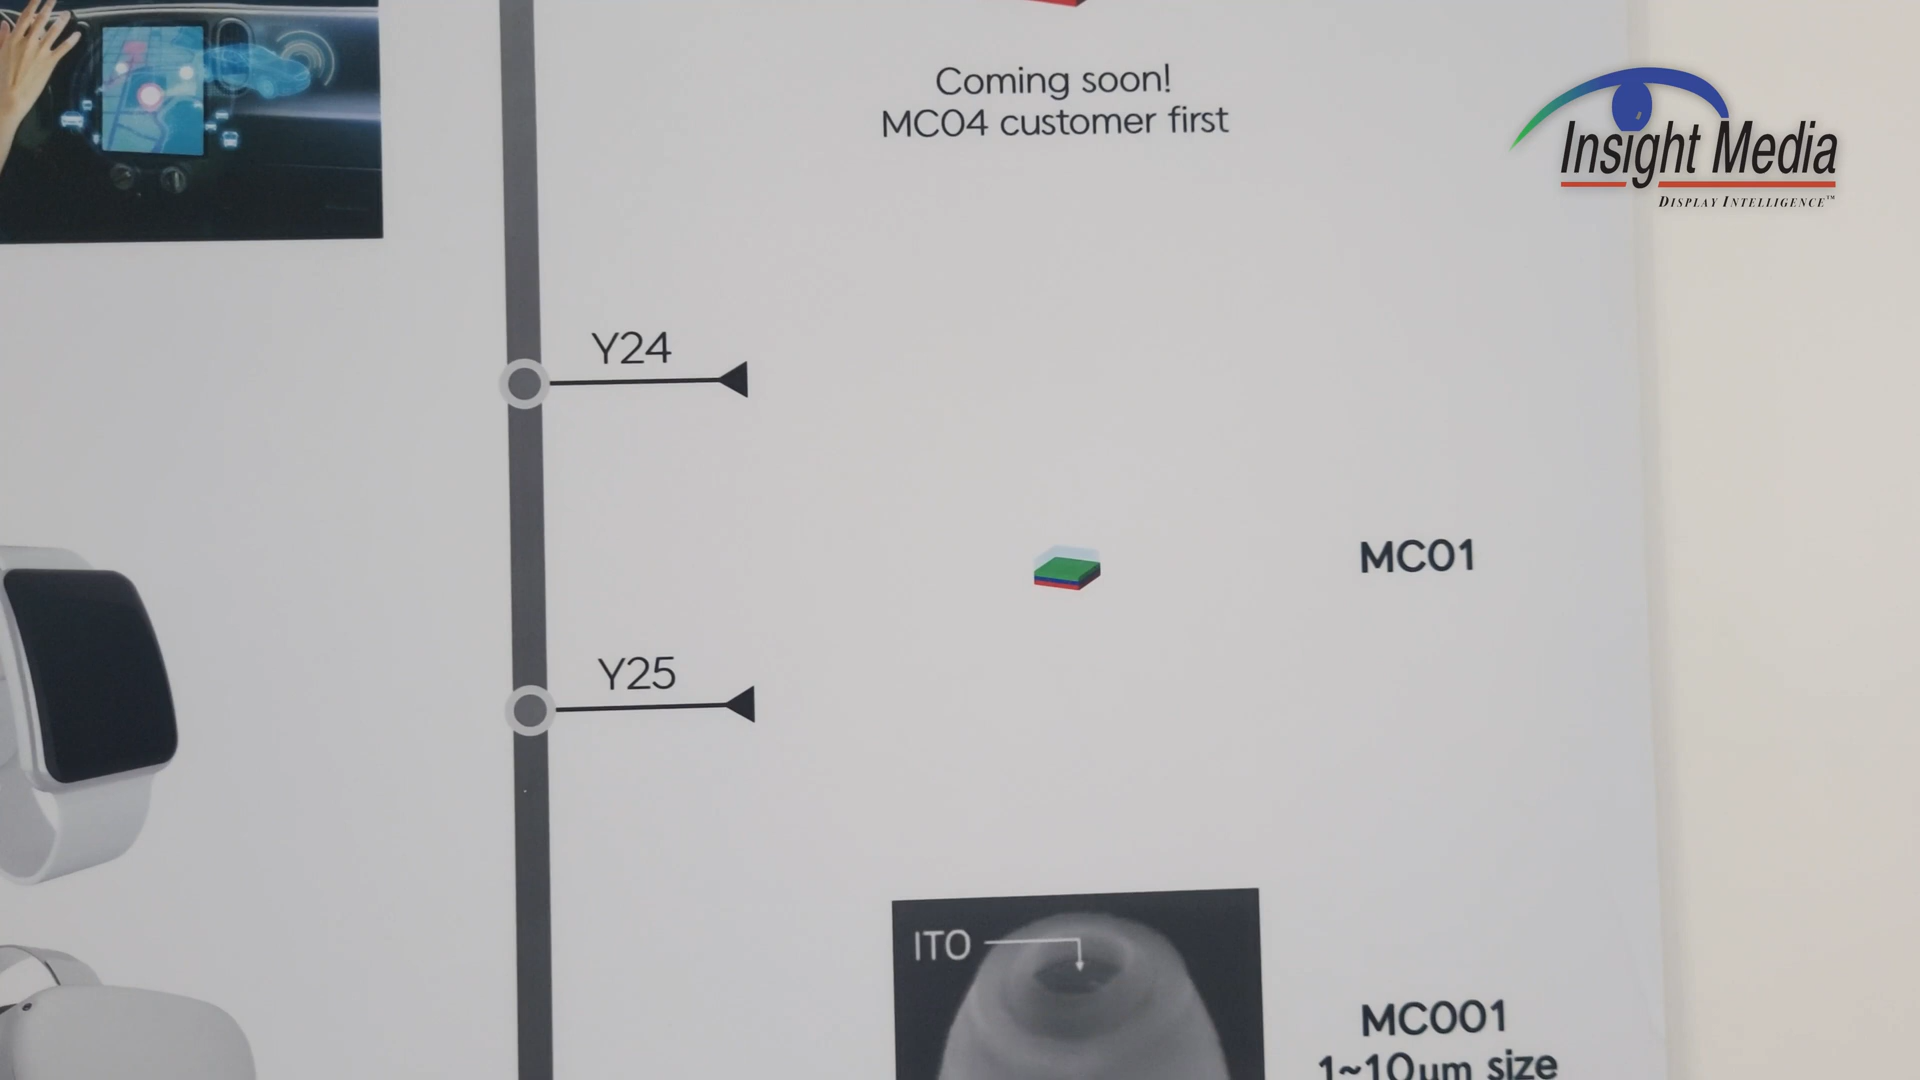 Coming soon!
MC04 customer first
Insight Media
DISPLAY INTELLIGENCE™
Y24
MC01
Y25
ITO
MC001
1~10um size